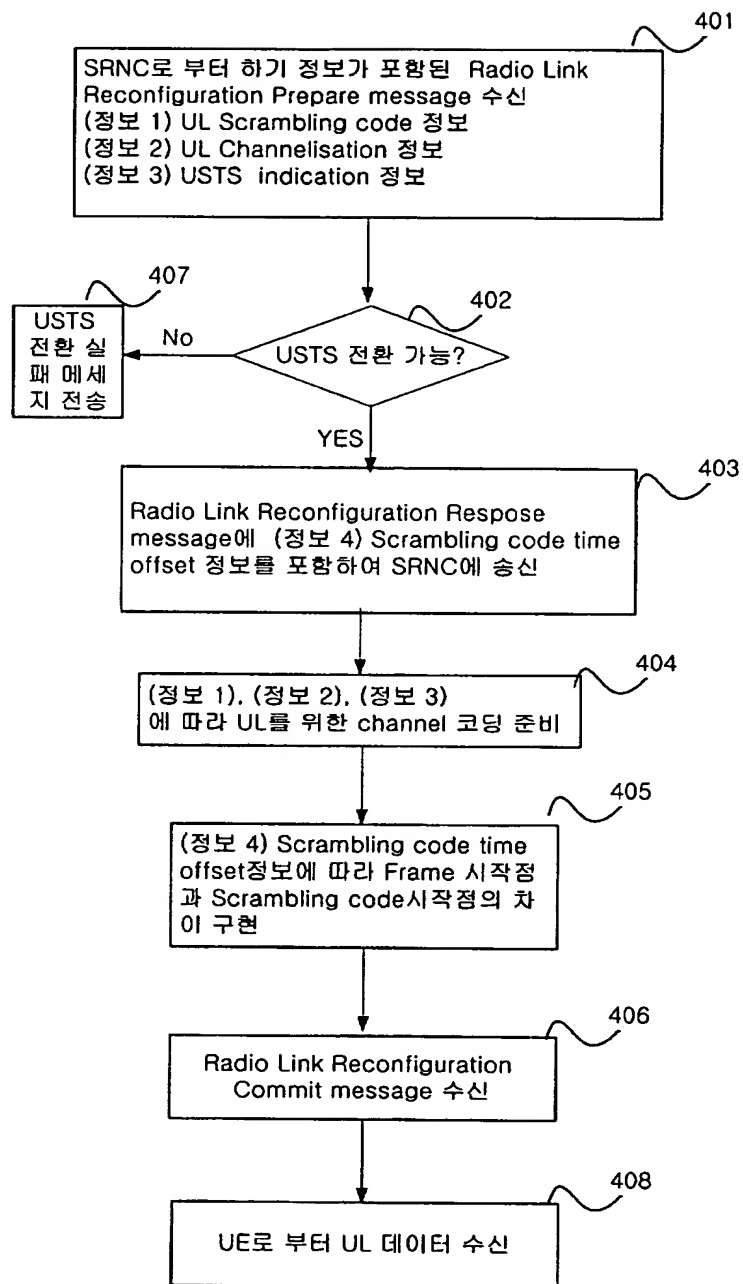 401
SRNC로 부터 하기 정보가 포함된 Radio Link
Reconfiguration Prepare message 수신
(정보 1) UL Scrambling code 정보
(정보 2) UL Channelisation 정보
(정보 3) USTS indication 정보
407
402
USTS
전환 실
패 메세
지 전송
No
USTS 전환 가능?
YES
403
Radio Link Reconfiguration Respose
message에 (정보 4) Scrambling code time
offset 정보를 포함하여 SRNC에 송신
404
(정보 1), (정보 2), (정보 3)
에 따라 UL를 위한 channel 코딩 준비
405
(정보 4) Scrambling code time
offset정보에 따라 Frame 시작점
과 Scrambling code시작점의 차
이 구현
406
Radio Link Reconfiguration
Commit message 수신
408
UE로 부터 UL 데이터 수신